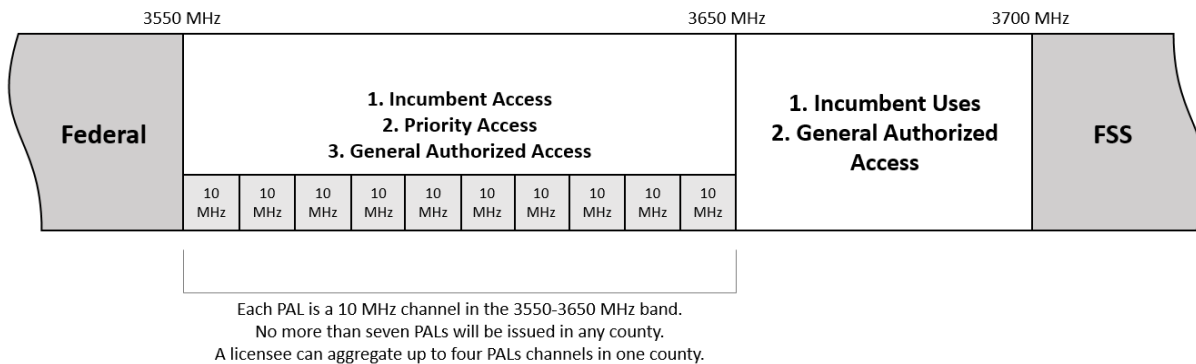 3550 MHz
3650 MHz
3700 MHz
Federal
1. Incumbent Access
2. Priority Access
3. General Authorized Access
1. Incumbent Uses
2. General Authorized
Access
FSS
10
MHz
10
MHz
10
MHz
10
MHz
10
MHz
10
MHz
10
MHz
10
MHz
10
MHz
10
MHz
Each PAL is a 10 MHz channel in the 3550-3650 MHz band.
No more than seven PALs will be issued in any county.
A licensee can aggregate up to four PALs channels in one county.